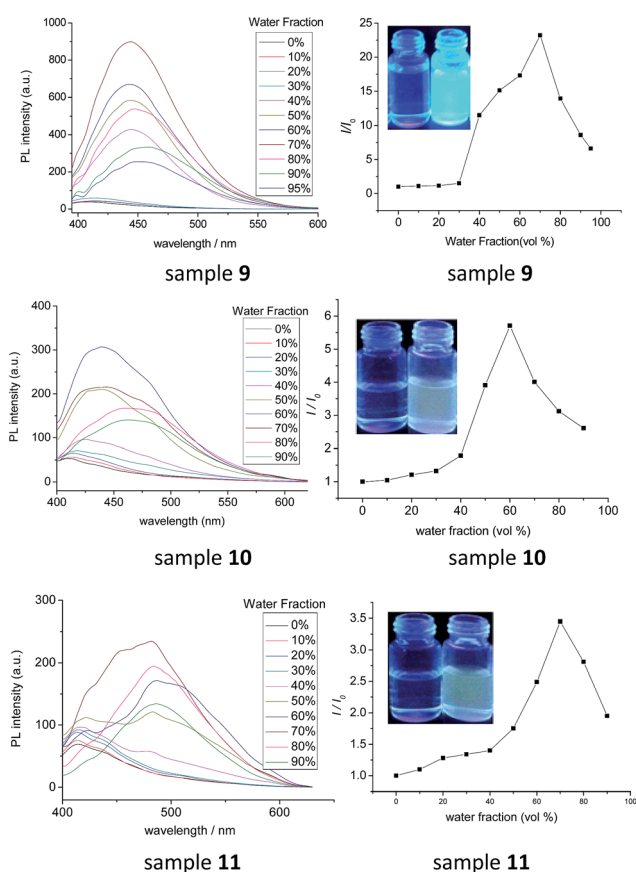 1000
900
800
700
600
500
400
300
200
100
0
PL intensity (a.u.)
400 450 500 550 600
wavelength / nm
Water Fraction
0%
10%
20%
30%
40%
50%
60%
70%
80%
90%
95%
sample 9
25
20
15
10
5
0
I/I0
0 20 40 60 80 100
Water Fraction(vol %)
sample 9
400
300
200
100
0
PL intensity (a.u.)
400 450 500 550 600
wavelength (nm)
Water Fraction
0%
10%
20%
30%
40%
50%
60%
70%
80%
90%
sample 10
6
5
4
3
2
1
I / I0
0 20 40 60 80 100
water fraction (vol %)
sample 10
300
200
100
0
PL intensity (a.u.)
400 450 500 550 600
wavelength / nm
Water Fraction
0%
10%
20%
30%
40%
50%
60%
70%
80%
90%
sample 11
3.5
3.0
2.5
2.0
1.5
1.0
I / I0
0 20 40 60 80 100
water fraction (vol %)
sample 11